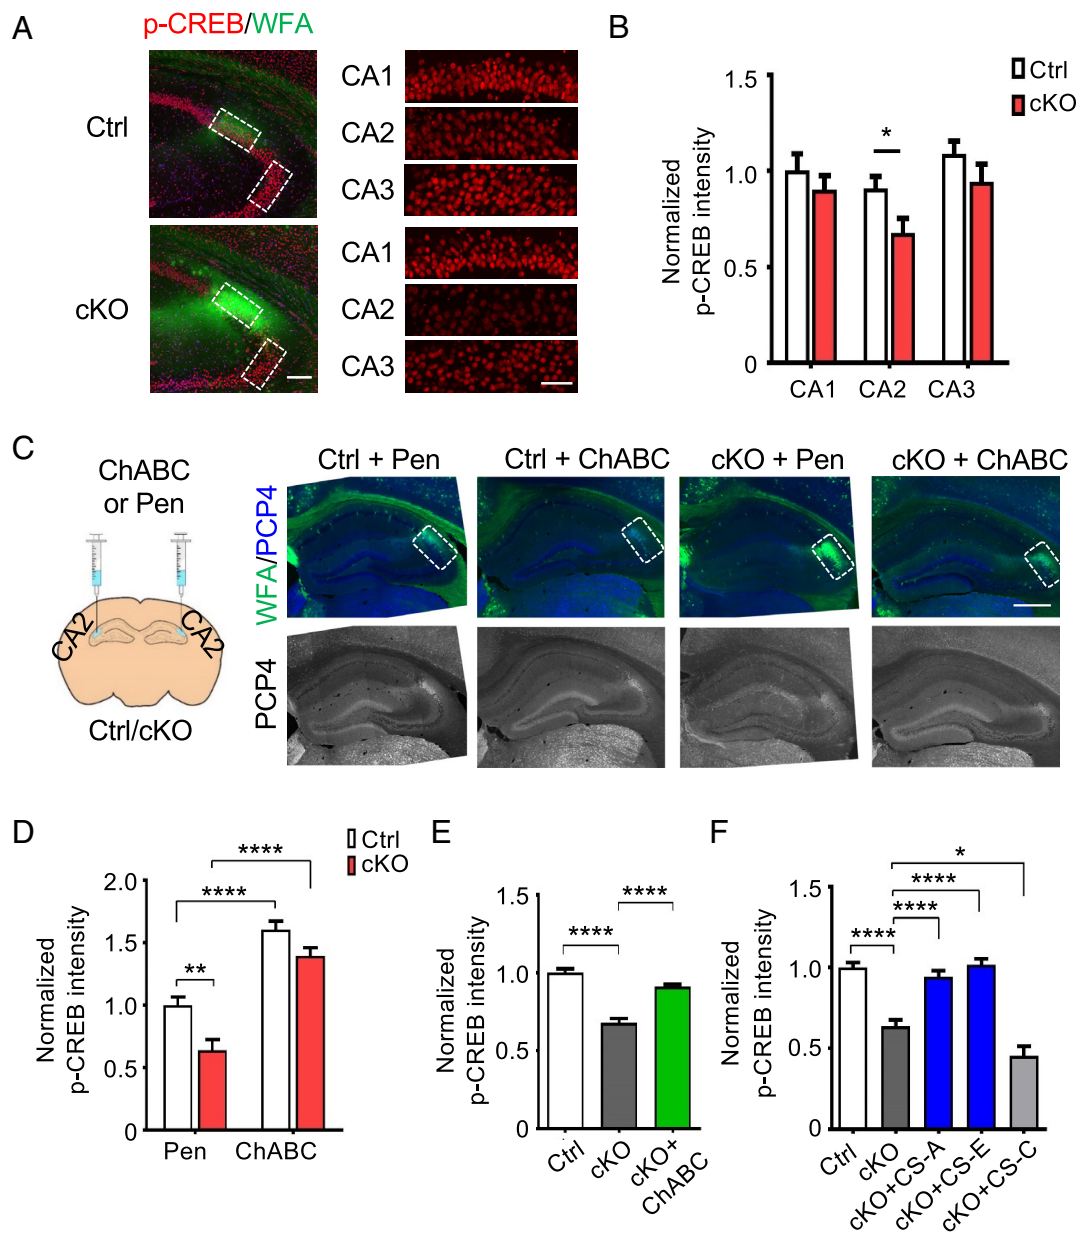 A
p-CREB/WFA
Ctrl
cKO
CA1
CA2
CA3
CA1
CA2
CA3
B
Normalized
p-CREB intensity
1.5
1.0
0.5
0
*
Ctrl
cKO
CA1 CA2 CA3
C
ChABC
or Pen
CA2 CA2
Ctrl/cKO
Ctrl + Pen Ctrl + ChABC cKO + Pen cKO + ChABC
WFA/PCP4
PCP4
D
Normalized
p-CREB intensity
2.0
1.5
1.0
0.5
0
**
****
****
Ctrl
cKO
Pen ChABC
E
Normalized
p-CREB intensity
1.5
1.0
0.5
0
****
****
Ctrl
cKO
cKO+
ChABC
F
Normalized
p-CREB intensity
1.5
1.0
0.5
0
****
****
****
*
Ctrl
cKO
cKO+CS-A
cKO+CS-E
cKO+CS-C